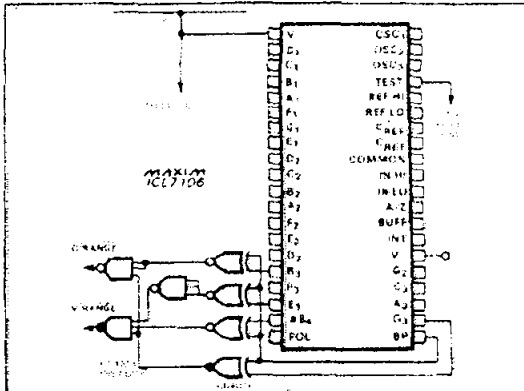 V
OSC1
D1
OSC2
C1
OSC3
B1
TEST
A1
REF HI
F1
REF LO
G1
CREF
E1
CREF
D2
COMMON
MAXIM
ICL7106
C2
IN HI
B2
IN LO
A2
A/Z
F2
BUFF
E2
INT
O/RANGE
D3
V
B3
G2
F3
C3
E3
A3
U/RANGE
AB4
G3
POL
BP